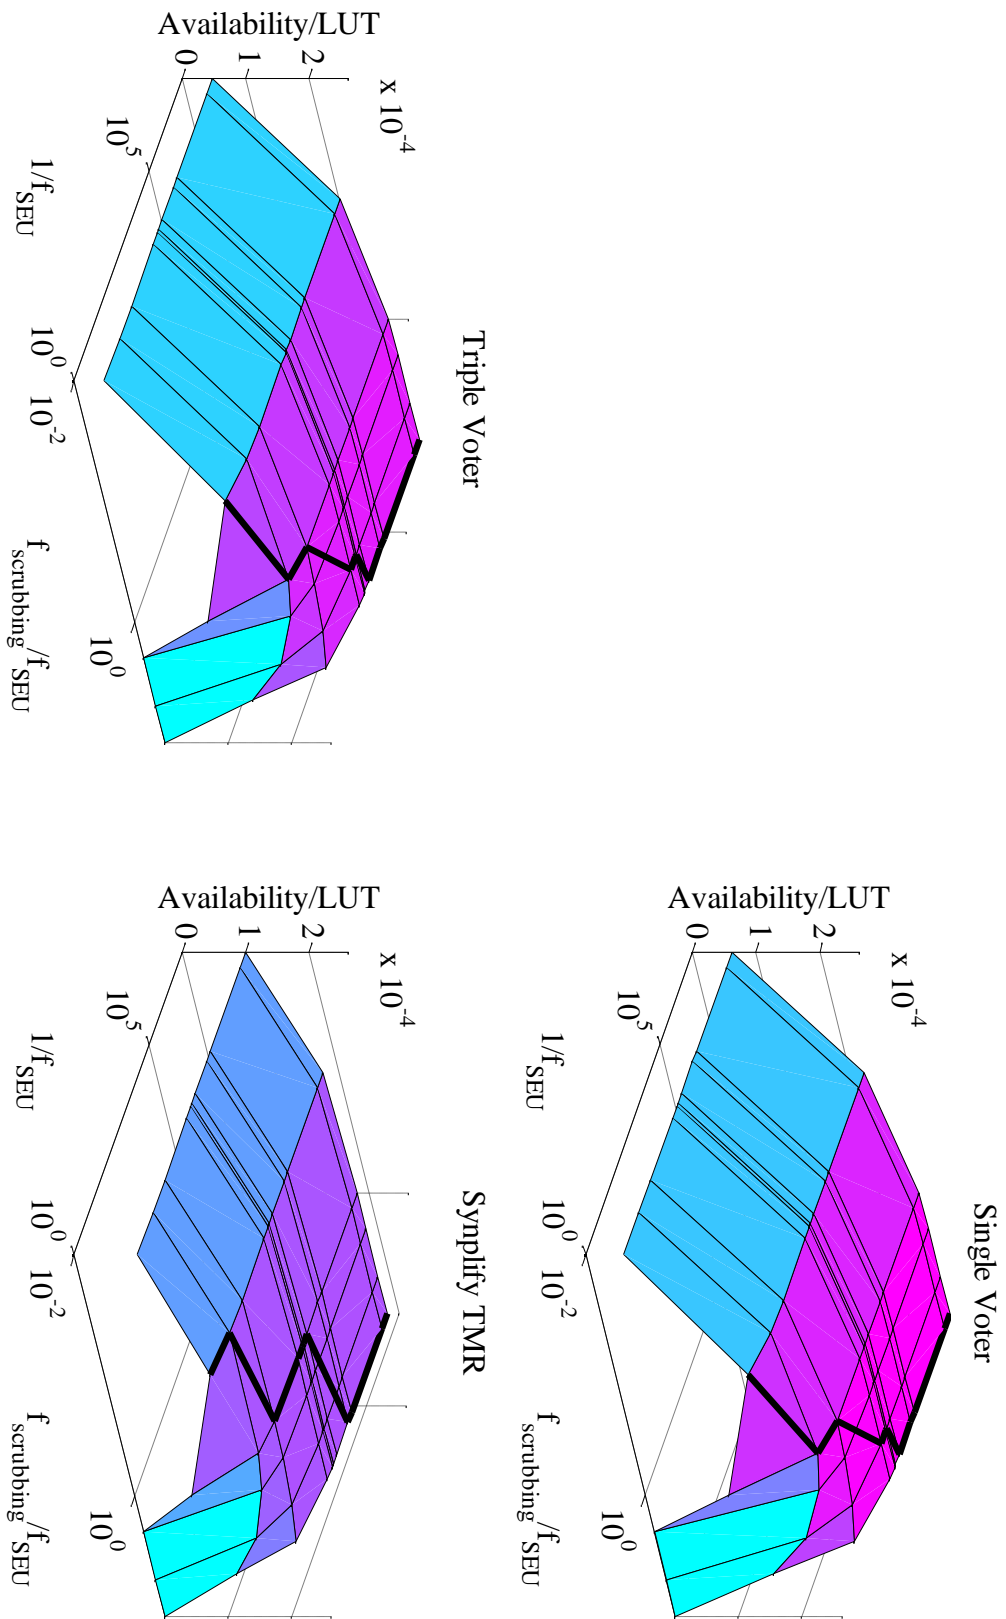 Single Voter
x 10^-4
Availability/LUT
2
1
0
10^5
1/f_SEU
10^0
10^-2
f_scrubbing/f_SEU
10^0
Triple Voter
x 10^-4
Availability/LUT
2
1
0
10^5
1/f_SEU
10^0
10^-2
f_scrubbing/f_SEU
10^0
Synplify TMR
x 10^-4
Availability/LUT
2
1
0
10^5
1/f_SEU
10^0
10^-2
f_scrubbing/f_SEU
10^0